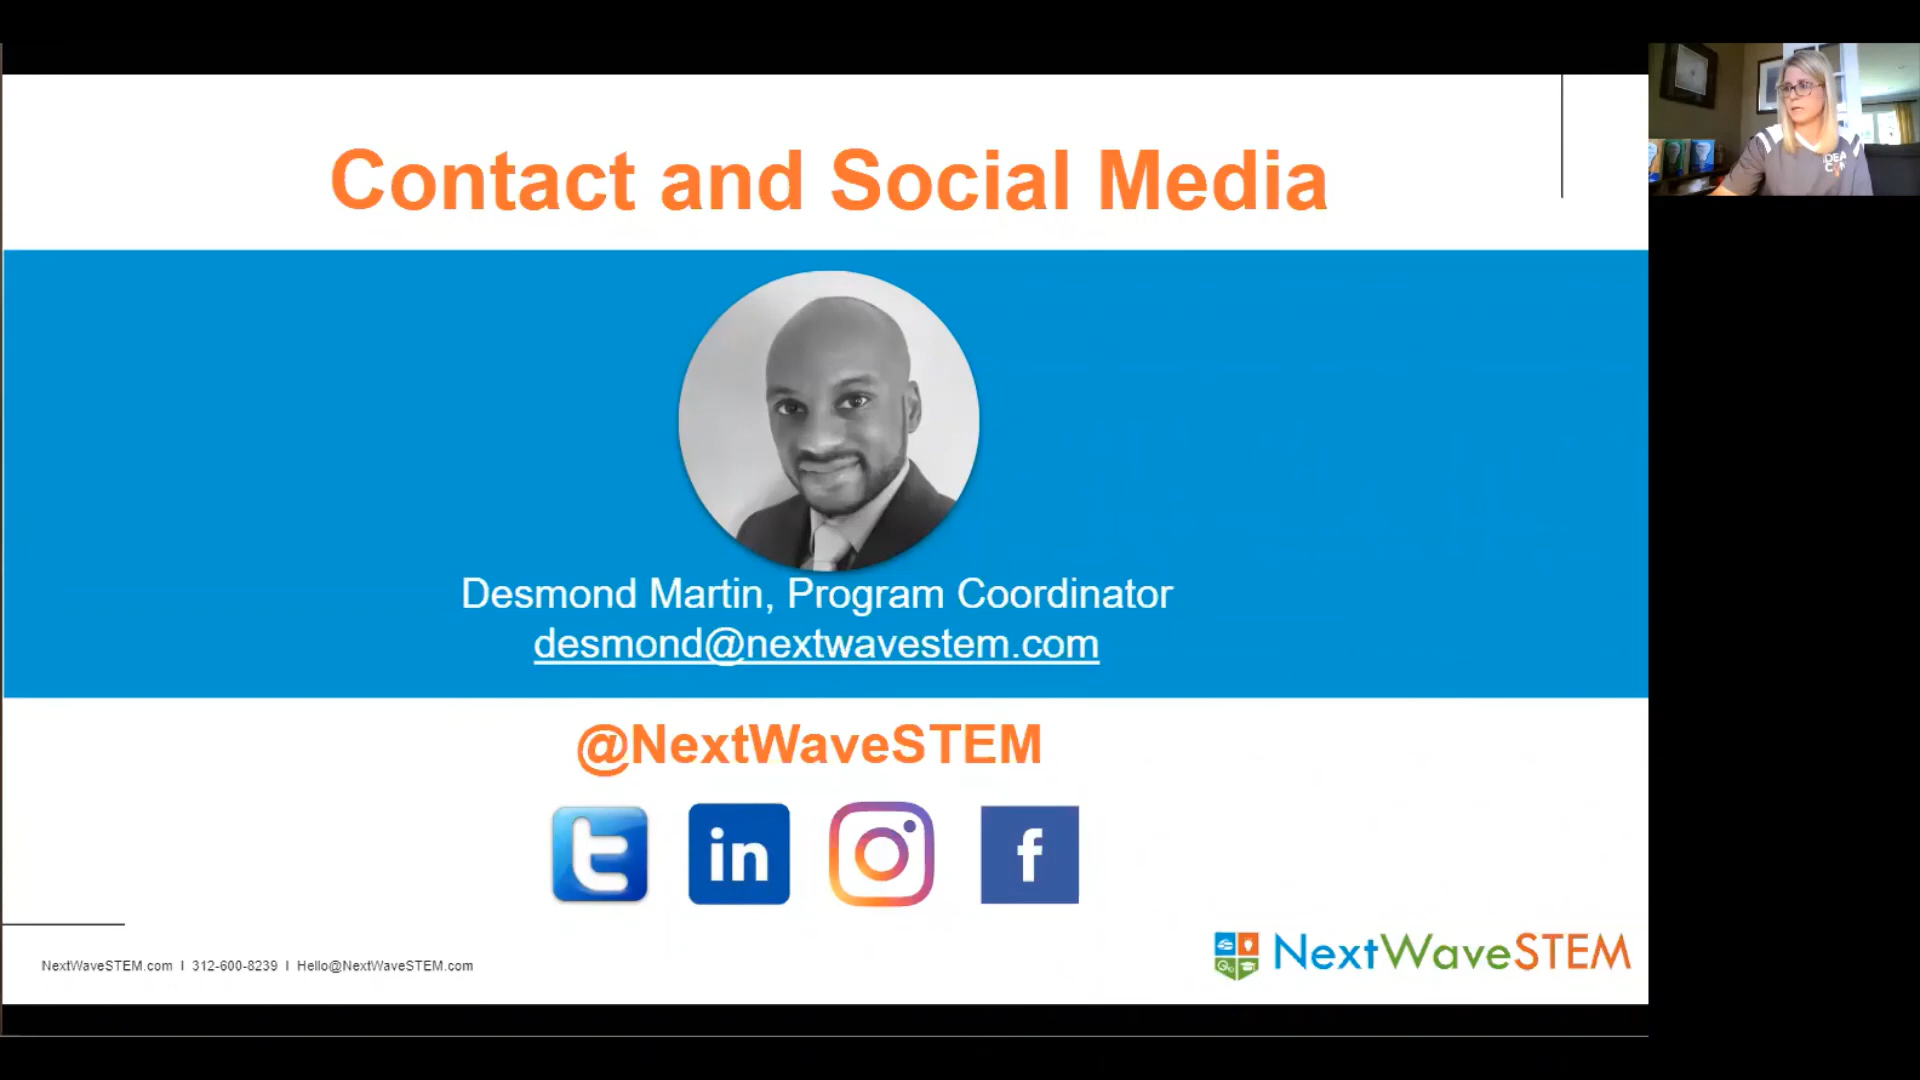 Contact and Social Media
Desmond Martin, Program Coordinator
desmond@nextwavestem.com
@NextWaveSTEM
NextWaveSTEM.com I 312-600-8239 I Hello@NextWaveSTEM.com
NextWaveSTEM